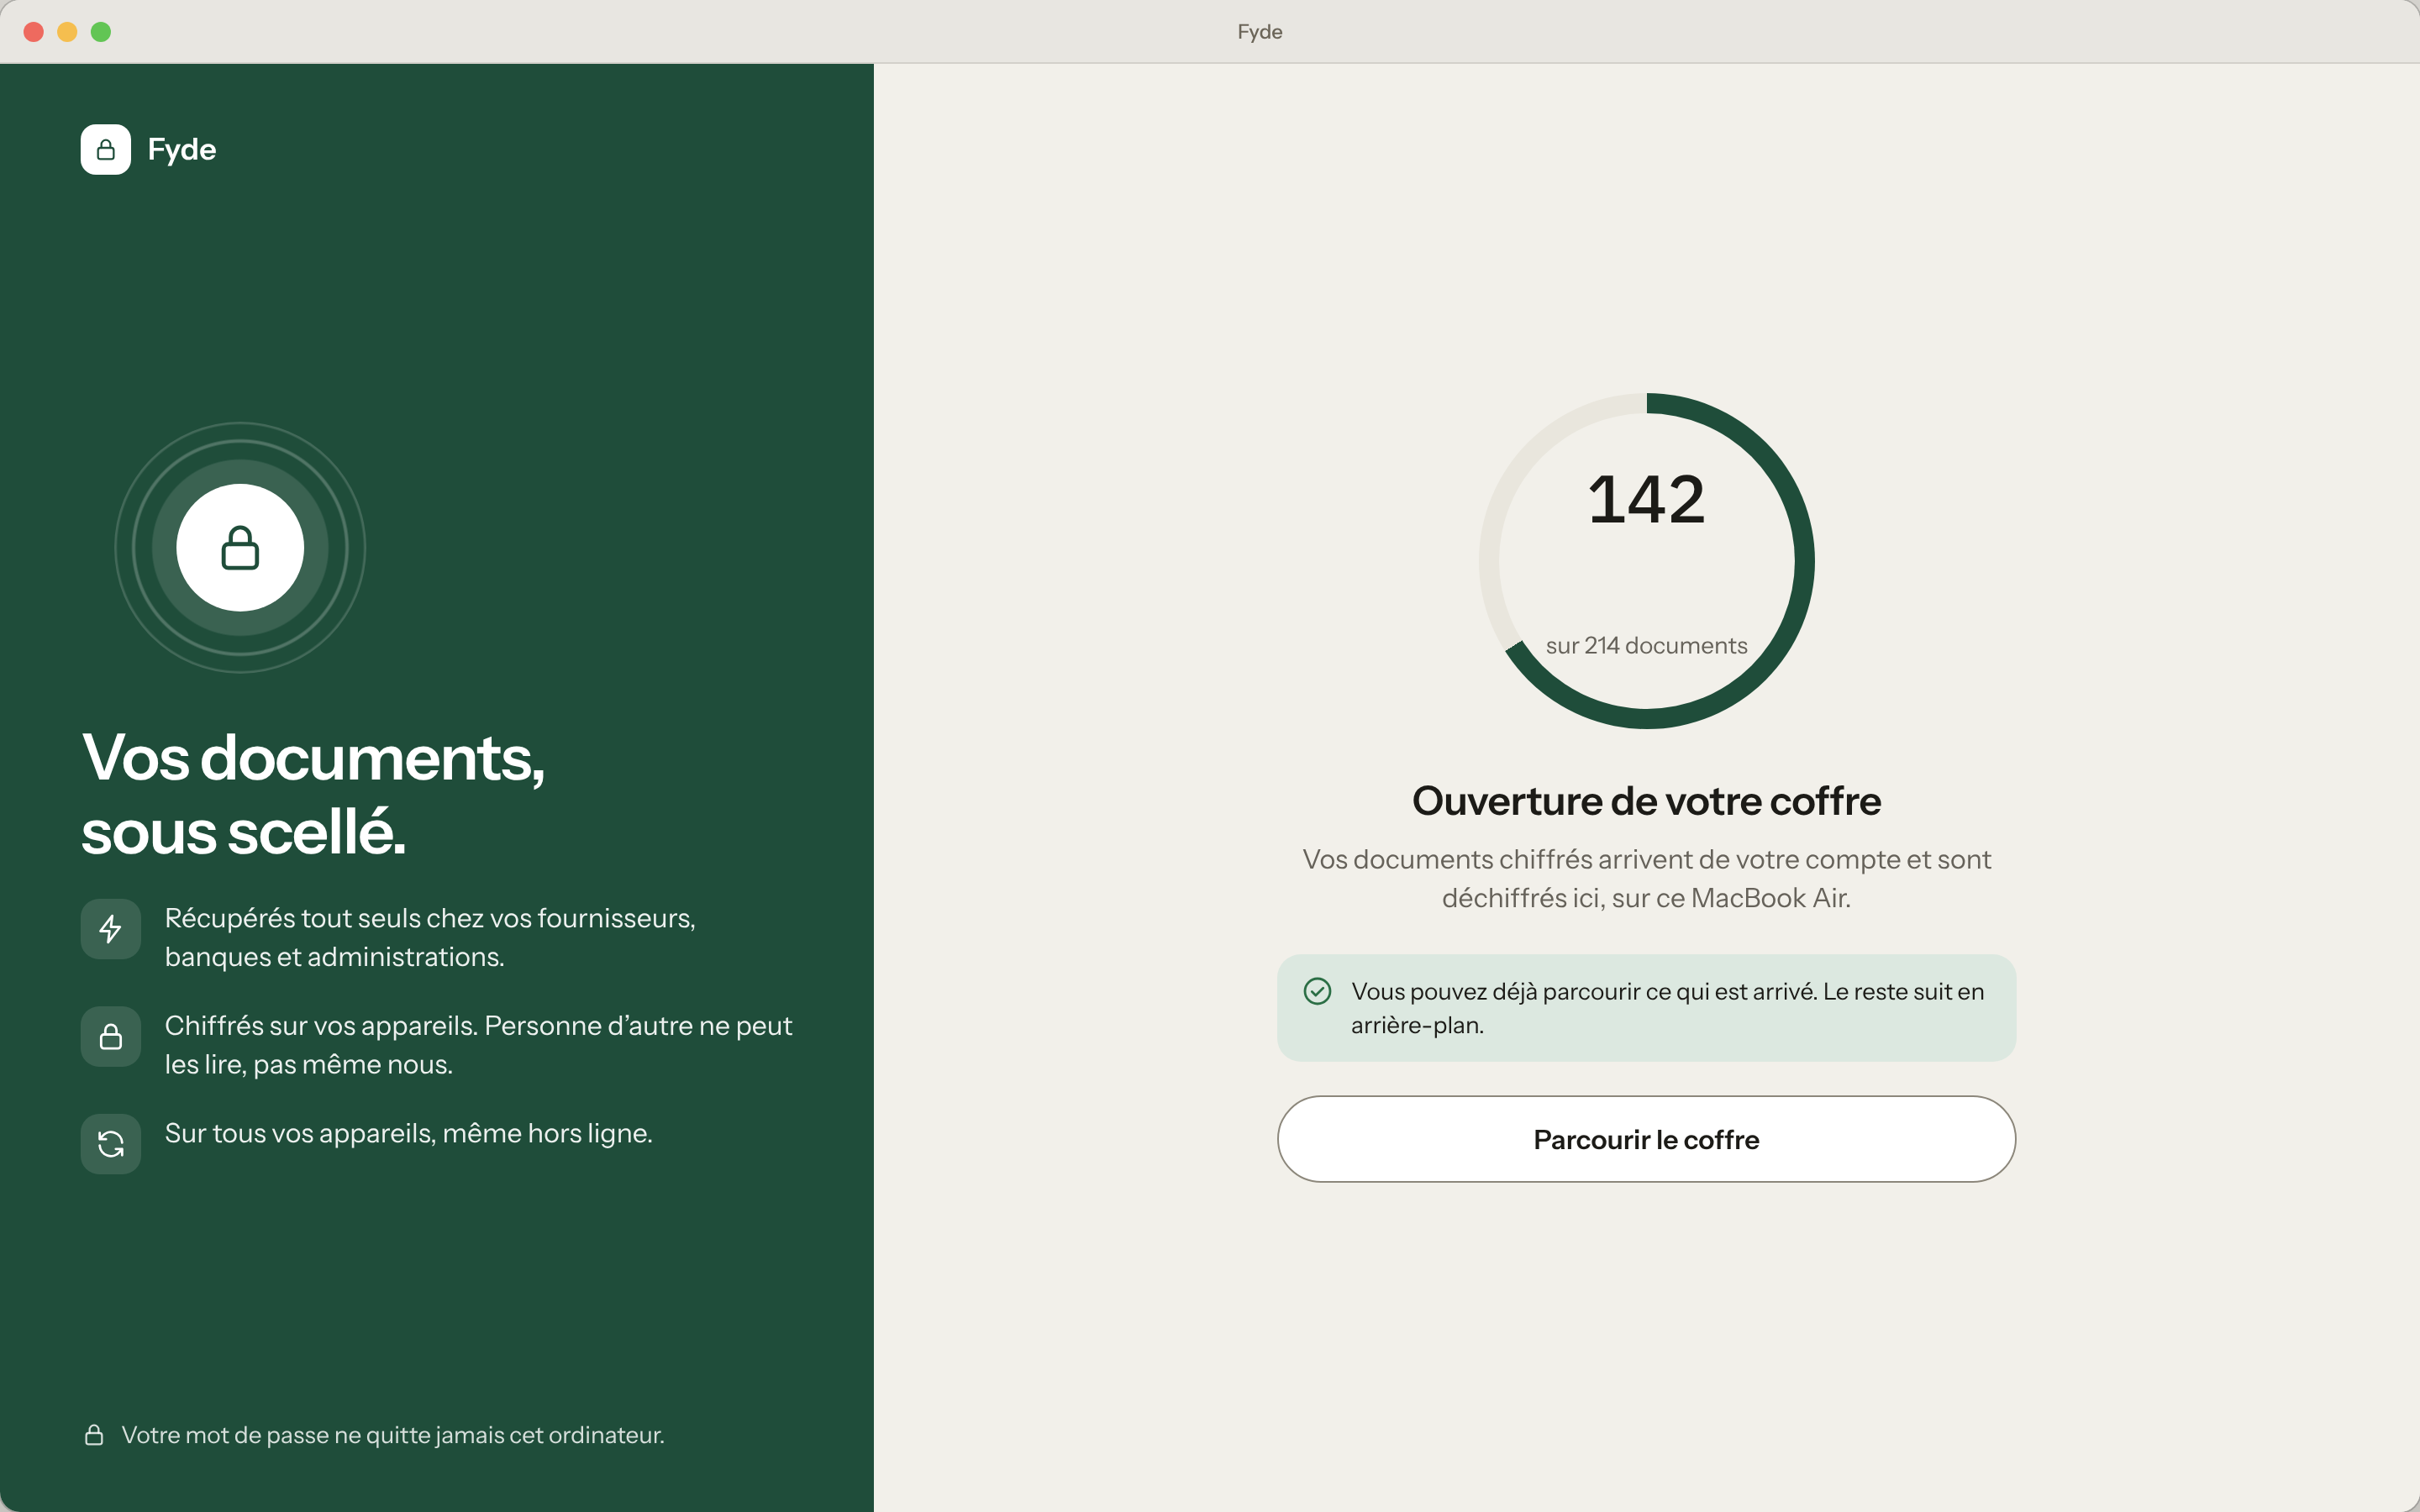 Fyde
Fyde
Vos documents,
sous scellé.
Récupérés tout seuls chez vos fournisseurs,
banques et administrations.
Chiffrés sur vos appareils. Personne d’autre ne peut
les lire, pas même nous.
Sur tous vos appareils, même hors ligne.
Votre mot de passe ne quitte jamais cet ordinateur.
142
sur 214 documents
Ouverture de votre coffre
Vos documents chiffrés arrivent de votre compte et sont
déchiffrés ici, sur ce MacBook Air.
Vous pouvez déjà parcourir ce qui est arrivé. Le reste suit en
arrière-plan.
Parcourir le coffre